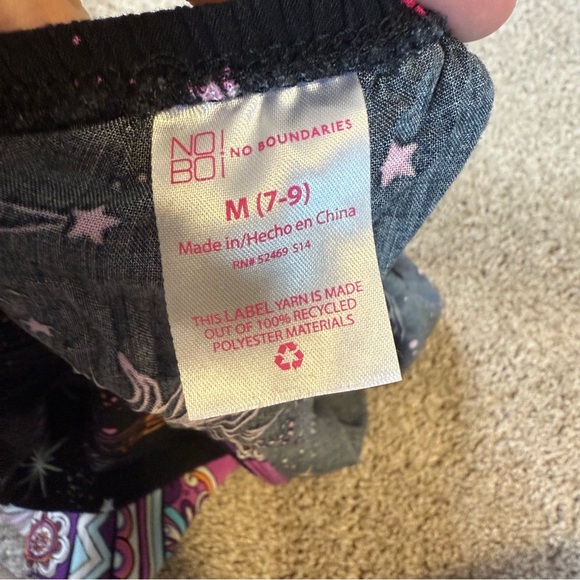 NO!
BO¡ NO BOUNDARIES
M (7-9)
Made in/Hecho en China
RN# 52469 S14
THIS LABEL YARN IS MADE
OUT OF 100% RECYCLED
POLYESTER MATERIALS